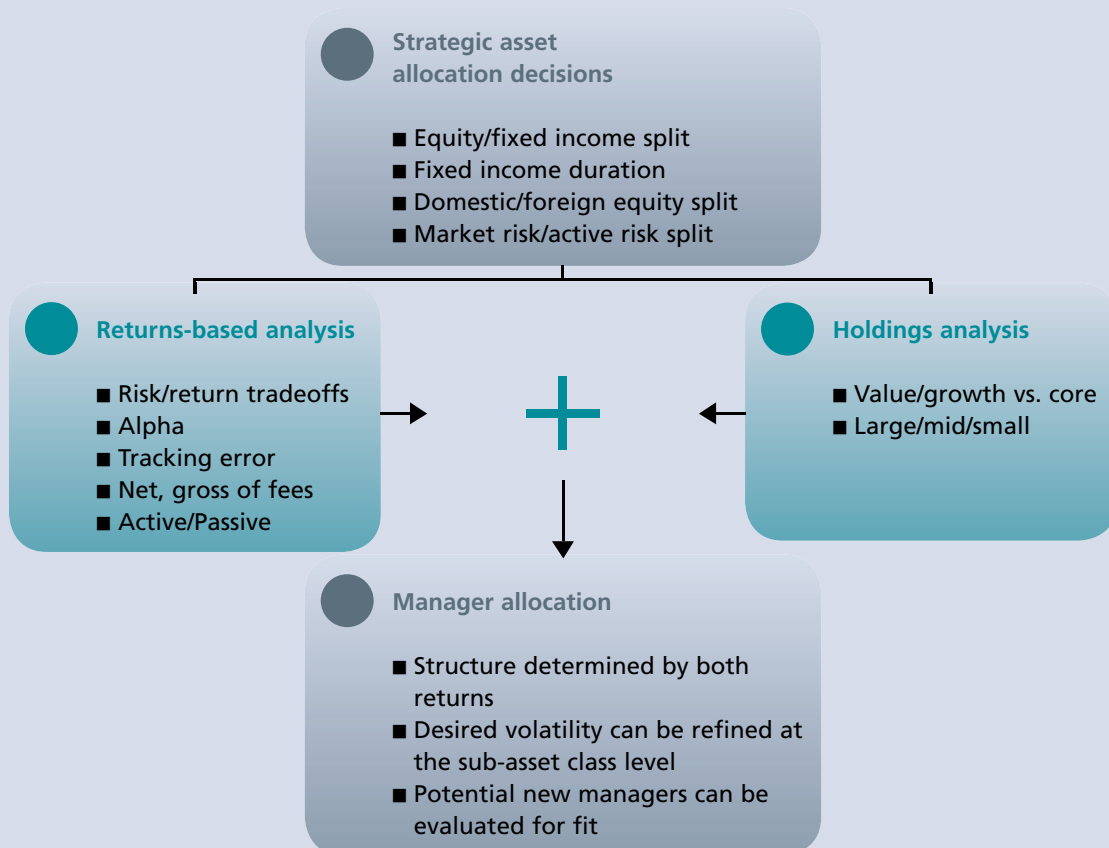 Strategic asset
allocation decisions
■ Equity/fixed income split
■ Fixed income duration
■ Domestic/foreign equity split
■ Market risk/active risk split
Returns-based analysis
■ Risk/return tradeoffs
■ Alpha
■ Tracking error
■ Net, gross of fees
■ Active/Passive
Holdings analysis
■ Value/growth vs. core
■ Large/mid/small
Manager allocation
■ Structure determined by both
returns
■ Desired volatility can be refined at
the sub-asset class level
■ Potential new managers can be
evaluated for fit